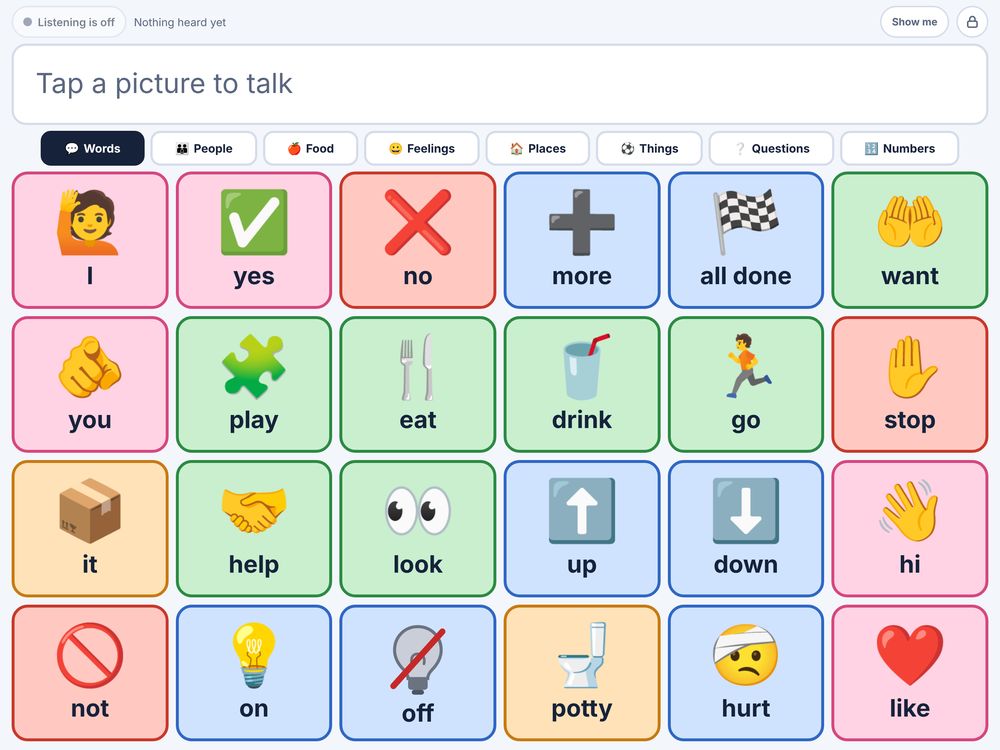 Listening is off
Nothing heard yet
Show me
Tap a picture to talk
Words
People
Food
Feelings
Places
Things
Questions
Numbers
I
yes
no
more
all done
want
you
play
eat
drink
go
stop
it
help
look
up
down
hi
not
on
off
potty
hurt
like